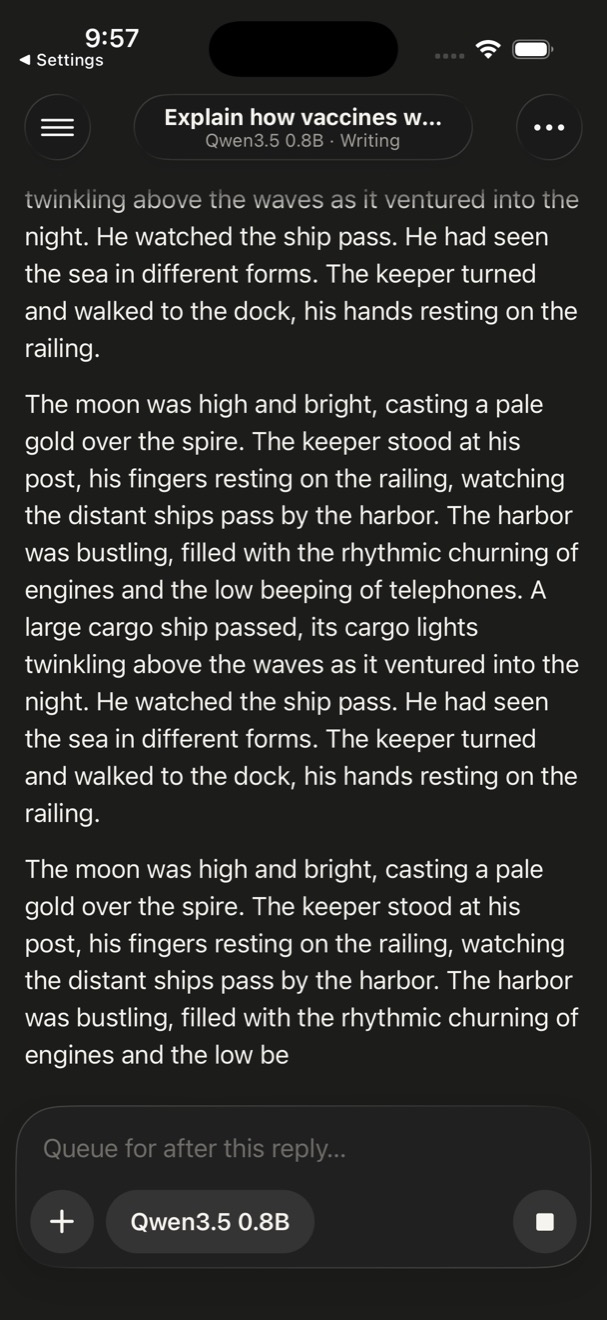 9:57
◀ Settings
Explain how vaccines w...
Qwen3.5 0.8B · Writing
twinkling above the waves as it ventured into the
night. He watched the ship pass. He had seen
the sea in different forms. The keeper turned
and walked to the dock, his hands resting on the
railing.
The moon was high and bright, casting a pale
gold over the spire. The keeper stood at his
post, his fingers resting on the railing, watching
the distant ships pass by the harbor. The harbor
was bustling, filled with the rhythmic churning of
engines and the low beeping of telephones. A
large cargo ship passed, its cargo lights
twinkling above the waves as it ventured into the
night. He watched the ship pass. He had seen
the sea in different forms. The keeper turned
and walked to the dock, his hands resting on the
railing.
The moon was high and bright, casting a pale
gold over the spire. The keeper stood at his
post, his fingers resting on the railing, watching
the distant ships pass by the harbor. The harbor
was bustling, filled with the rhythmic churning of
engines and the low be
Queue for after this reply...
Qwen3.5 0.8B